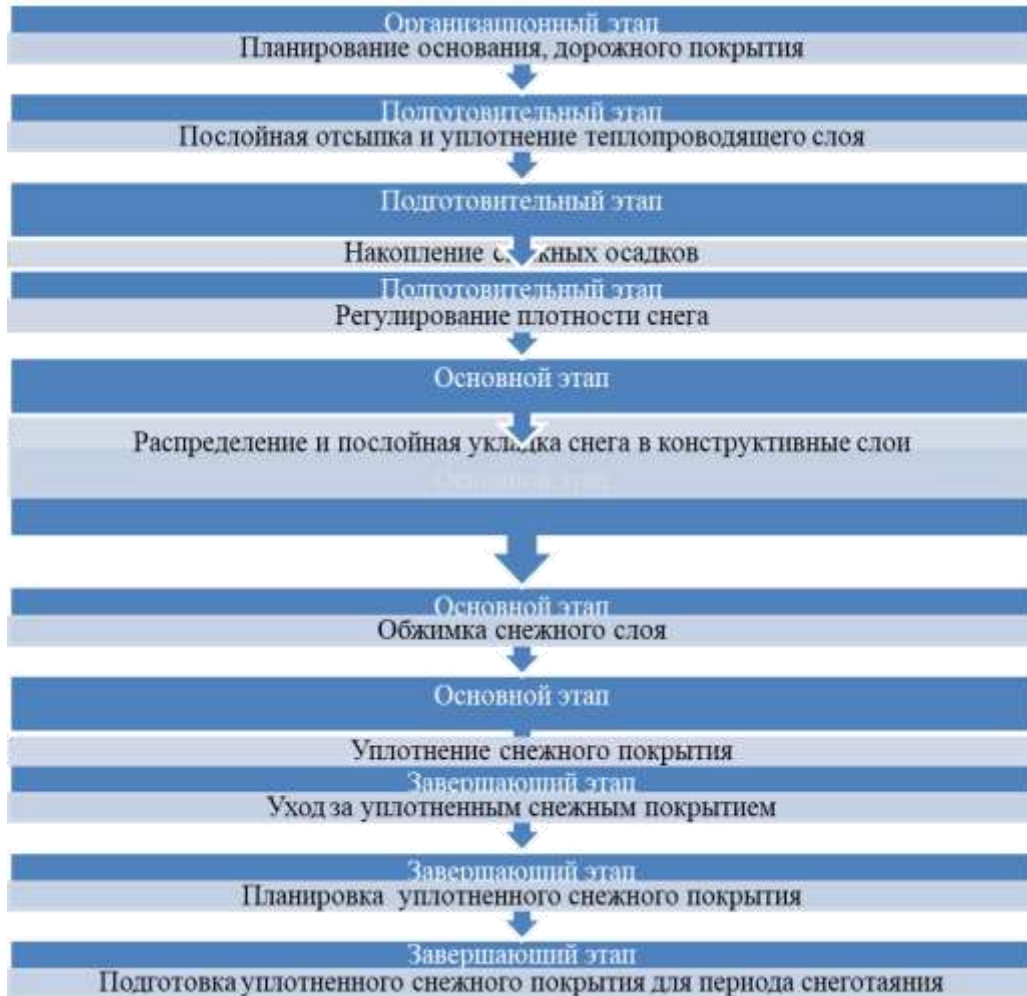 Организационный этап
Планирование основания, дорожного покрытия
Подготовительный этап
Послойная отсыпка и уплотнение теплопроводящего слоя
Подготовительный этап
Накопление снежных осадков
Подготовительный этап
Регулирование плотности снега
Основной этап
Распределение и послойная укладка снега в конструктивные слои
Основной этап
Основной этап
Обжимка снежного слоя
Основной этап
Уплотнение снежного покрытия
Завершающий этап
Уход за уплотненным снежным покрытием
Завершающий этап
Планировка уплотненного снежного покрытия
Завершающий этап
Подготовка уплотненного снежного покрытия для периода снеготаяния